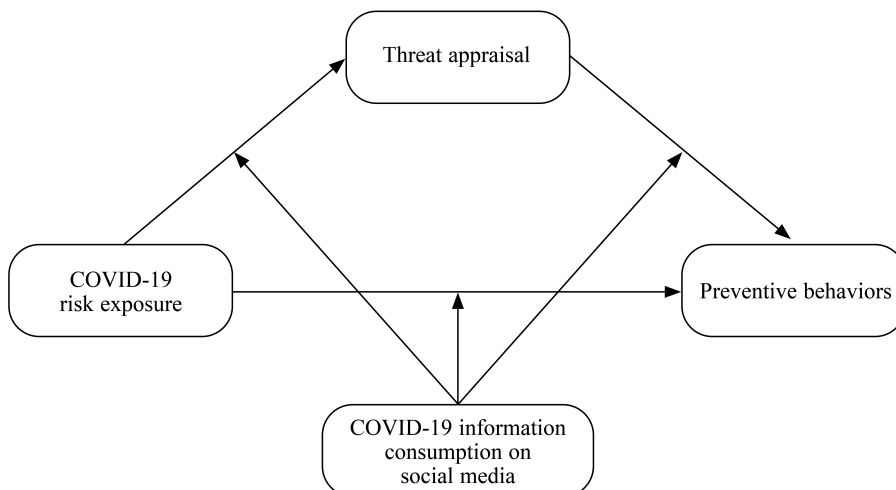 Threat appraisal
COVID-19
risk exposure
Preventive behaviors
COVID-19 information
consumption on
social media